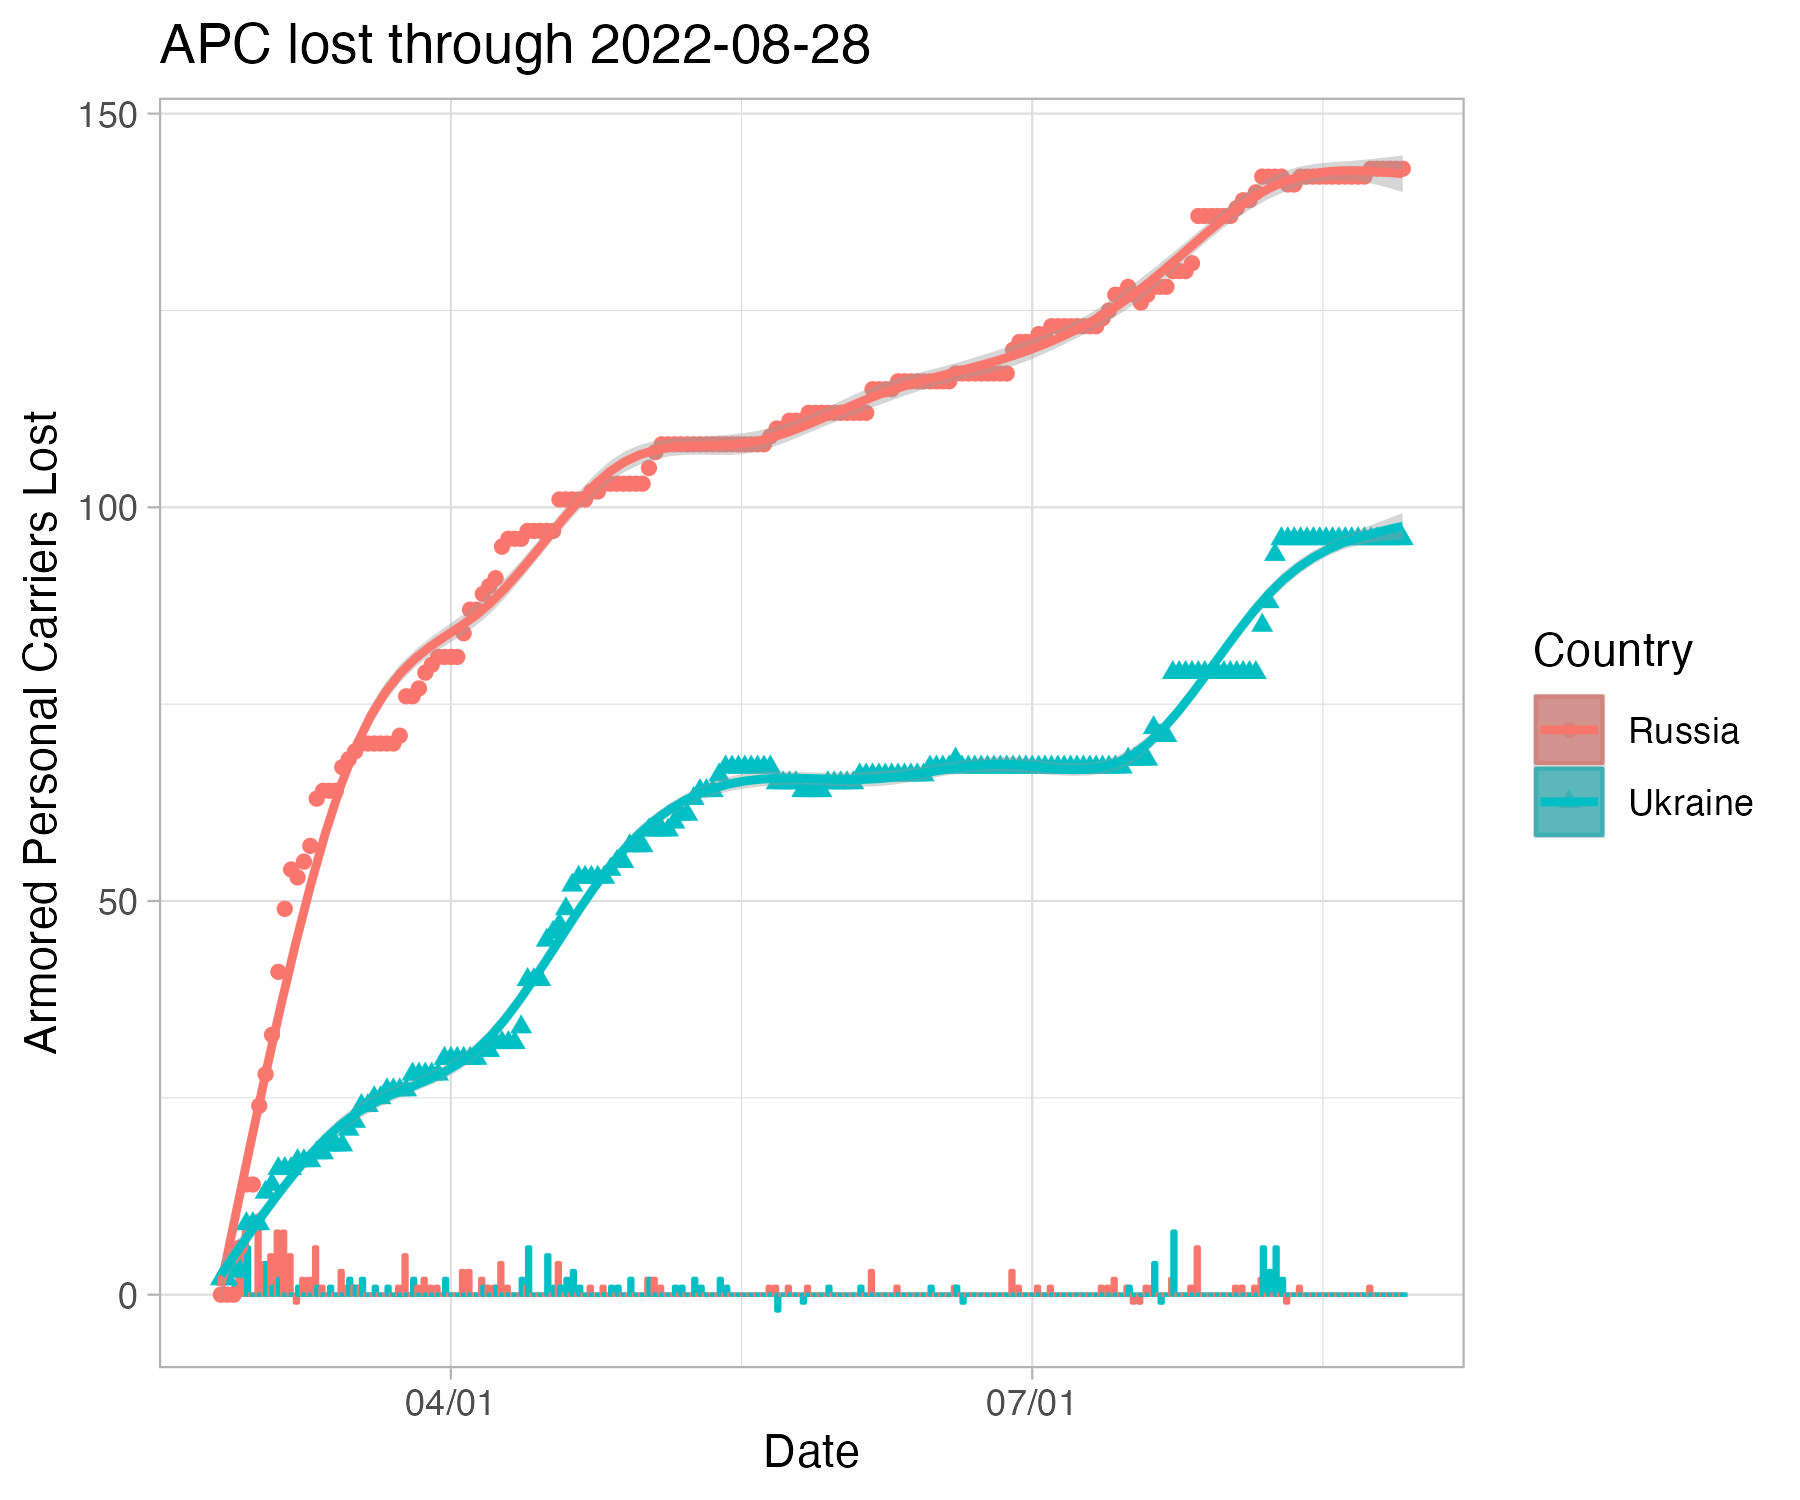 APC lost through 2022-08-28
Armored Personal Carriers Lost
150
100
50
0
04/01
07/01
Date
Country
Russia
Ukraine